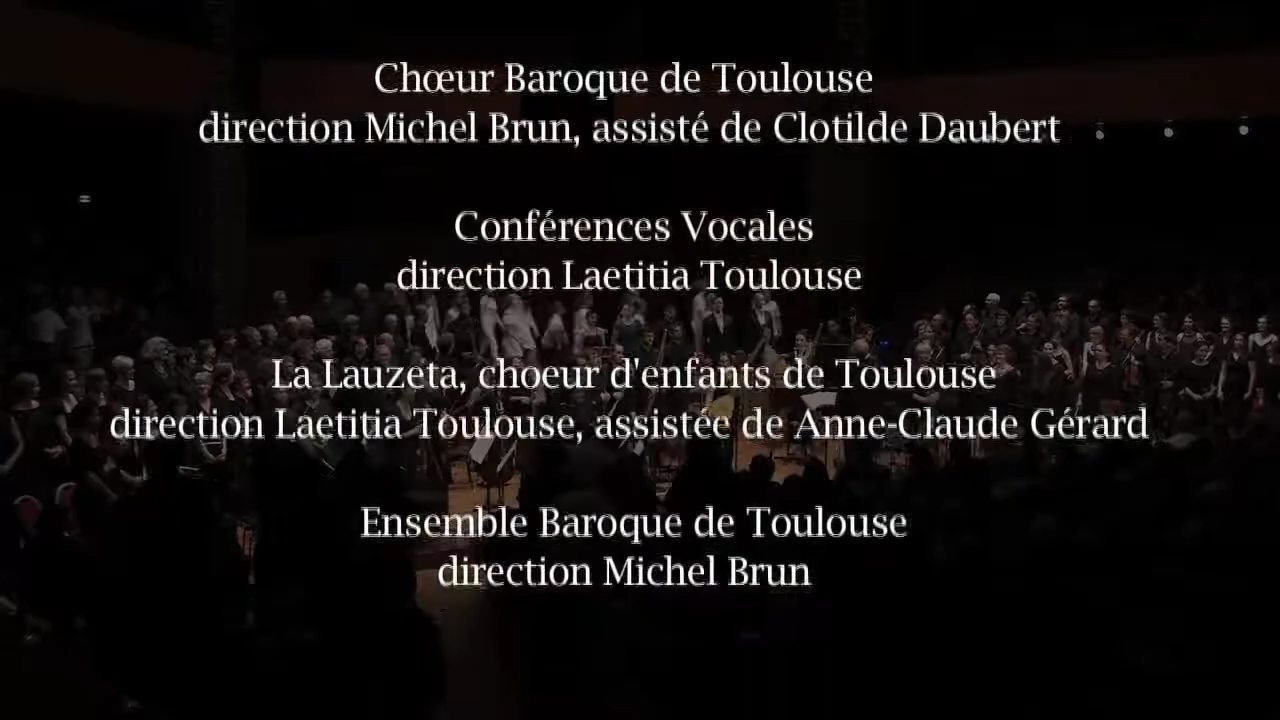 Chœur Baroque de Toulouse
direction Michel Brun, assisté de Clotilde Daubert
Conférences Vocales
direction Laetitia Toulouse
La Lauzeta, choeur d'enfants de Toulouse
direction Laetitia Toulouse, assistée de Anne-Claude Gérard
Ensemble Baroque de Toulouse
direction Michel Brun